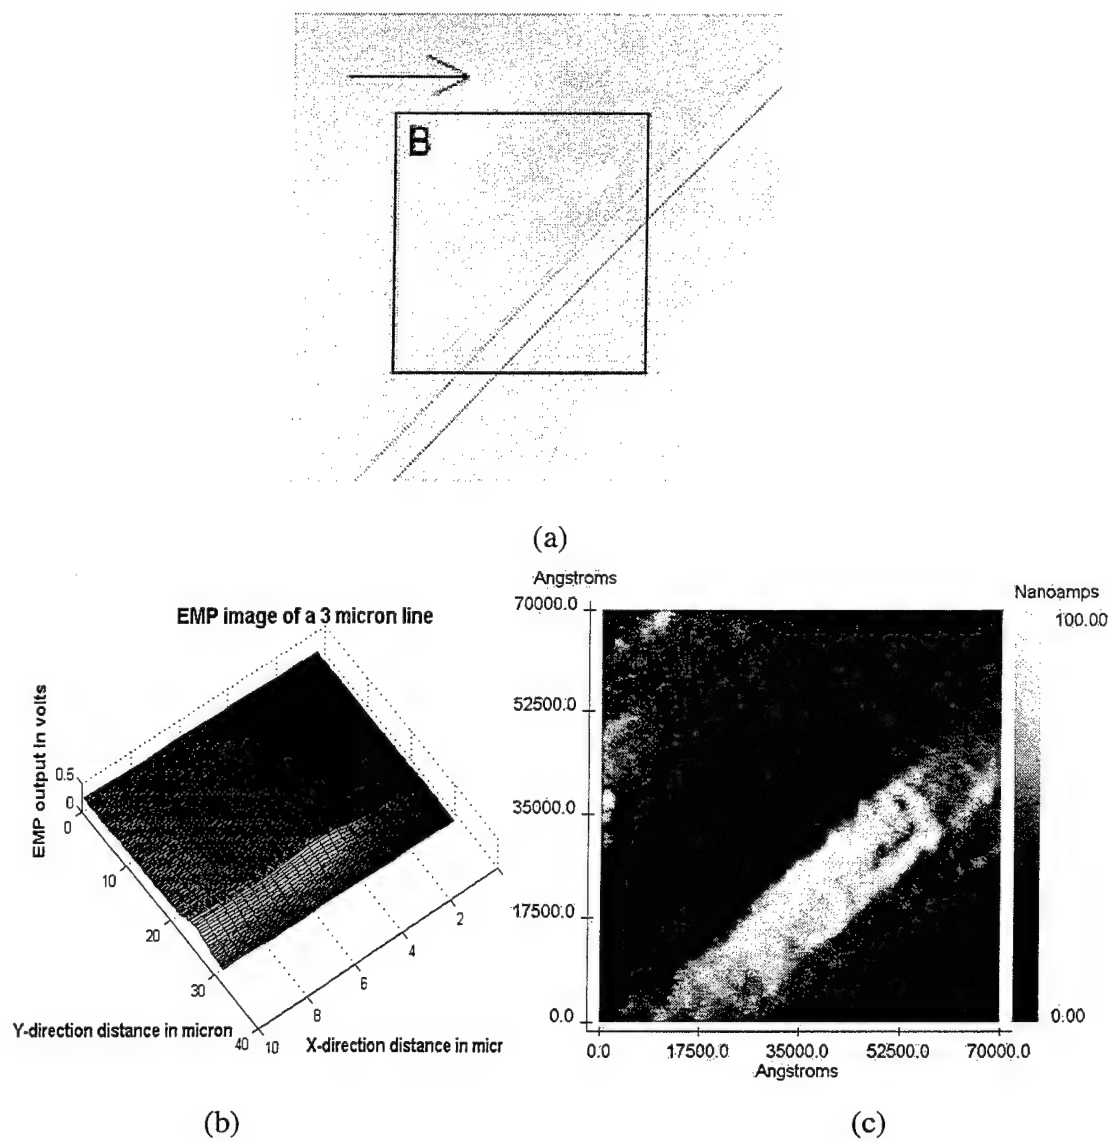 B
(a)
EMP image of a 3 micron line
EMP output in volts
0.5
0
0
10
20
30
40
10
8
6
4
2
Y-direction distance in micron
X-direction distance in micr
(b)
Angstroms
70000.0
52500.0
35000.0
17500.0
0.0
0.0
17500.0
35000.0
52500.0
70000.0
Angstroms
Nanoamps
100.00
0.00
(c)